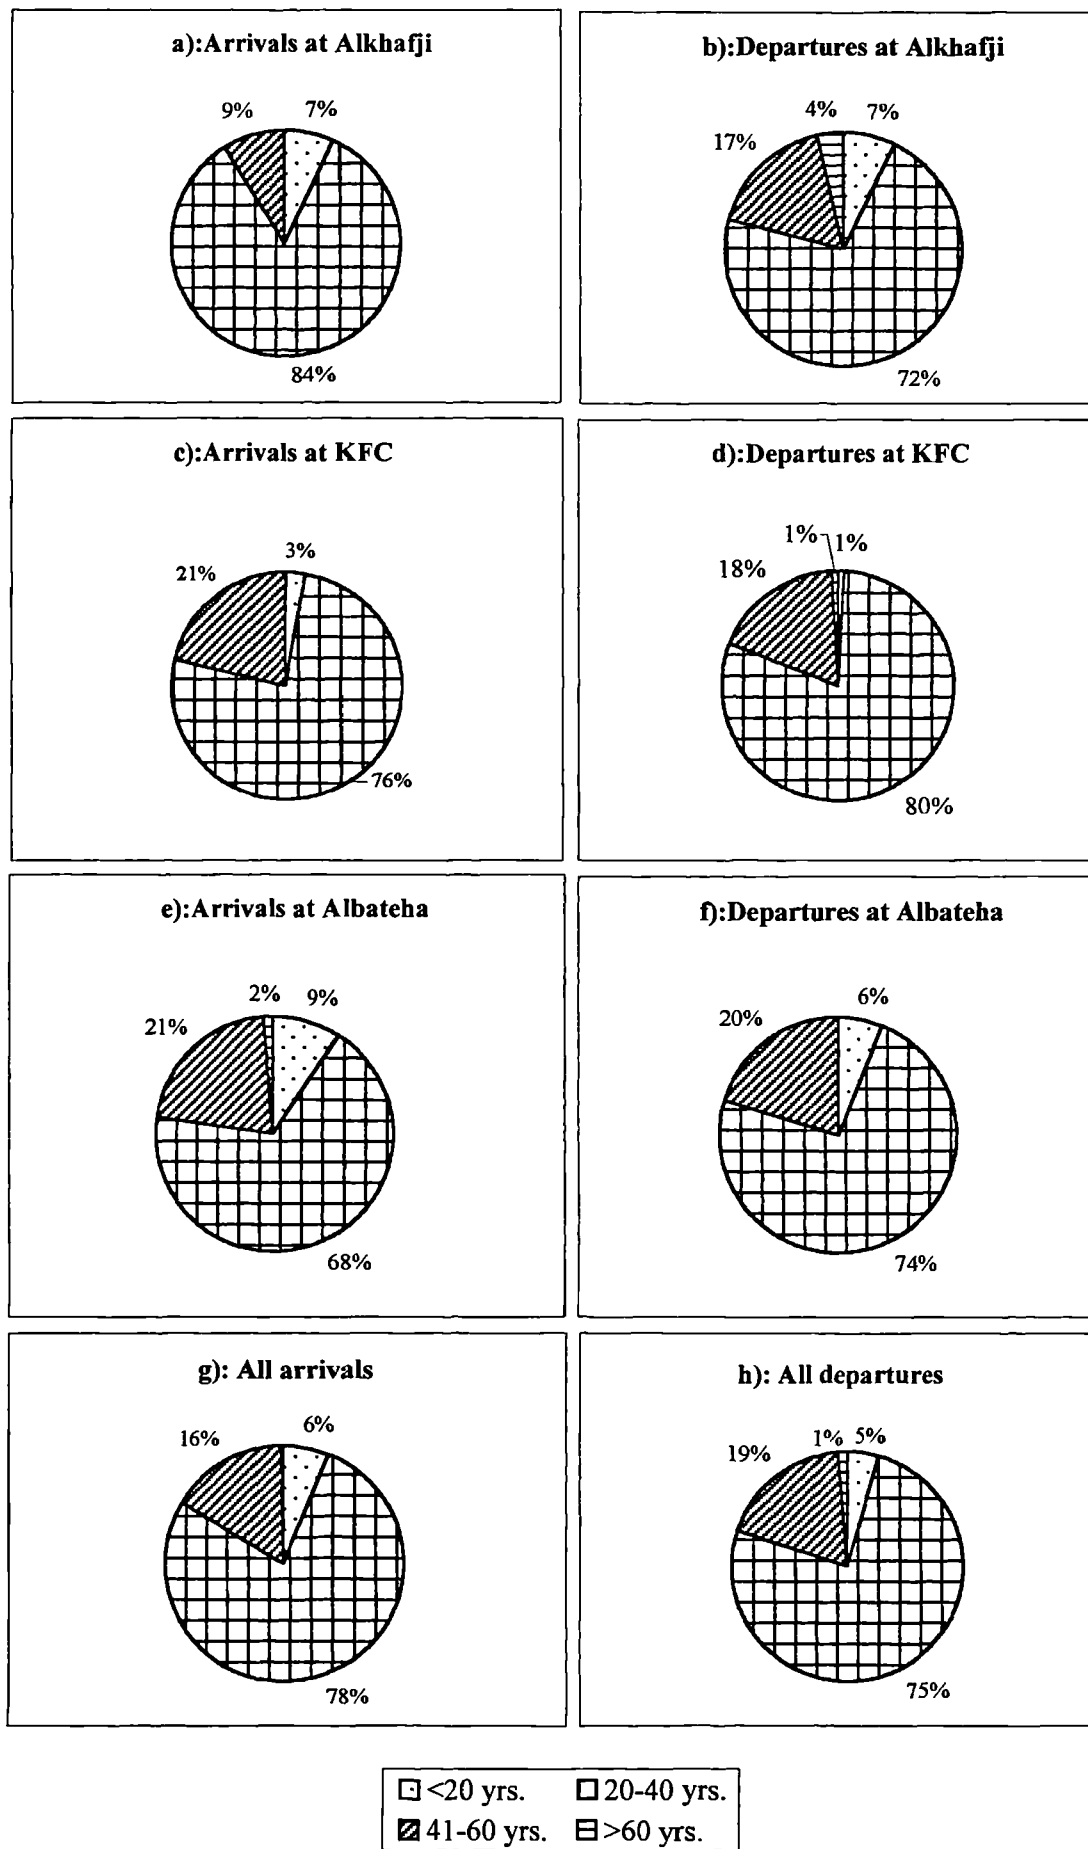 a):Arrivals at Alkhafji
9% 7%
84%
b):Departures at Alkhafji
4% 7%
17%
72%
c):Arrivals at KFC
3%
21%
76%
d):Departures at KFC
1% 1%
18%
80%
e):Arrivals at Albateha
2% 9%
21%
68%
f):Departures at Albateha
6%
20%
74%
g): All arrivals
6%
16%
78%
h): All departures
1% 5%
19%
75%
<20 yrs. 20-40 yrs.
41-60 yrs. >60 yrs.